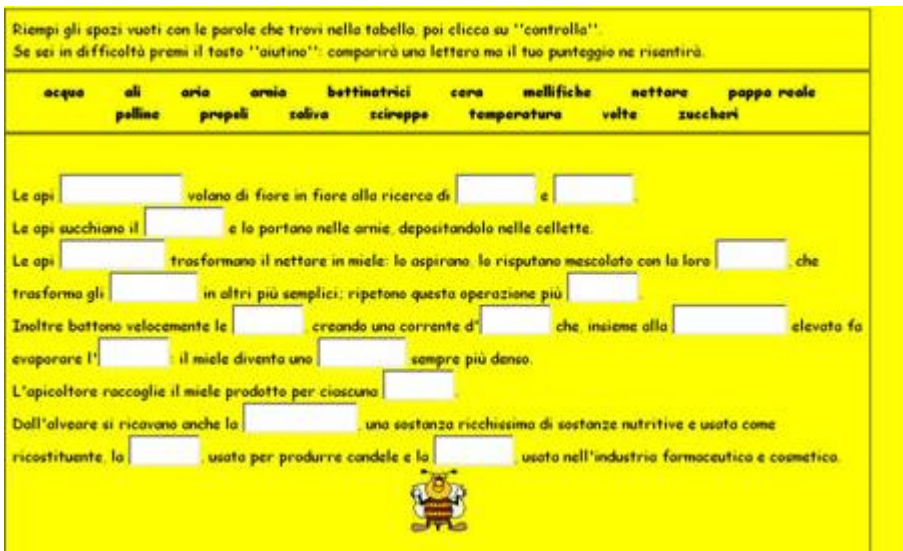 Riempi gli spazi vuoti con le parole che trovi nella tabella, poi clicca su ''controlla''.
Se sei in difficoltà premi il tasto ''aiutino'': comparirà una lettera ma il tuo punteggio ne risentirà.
acqua ali aria arnia bottinatrici cera mellifiche nettare pappa reale
polline propoli saliva sciroppo temperatura volte zuccheri
Le api volano di fiore in fiore alla ricerca di e .
Le api succhiano il e lo portano nelle arnie, depositandolo nelle cellette.
Le api trasformano il nettare in miele: lo aspirano, lo risputano mescolato con la loro , che
trasforma gli in altri più semplici; ripetono questa operazione più .
Inoltre battono velocemente le , creando una corrente d' che, insieme alla elevata fa
evaporare l' : il miele diventa uno sempre più denso.
L'apicoltore raccoglie il miele prodotto per ciascuna .
Dall'alveare si ricavano anche la , una sostanza ricchissima di sostanze nutritive e usata come
ricostituente, la , usata per produrre candele e la , usata nell'industria farmaceutica e cosmetica.